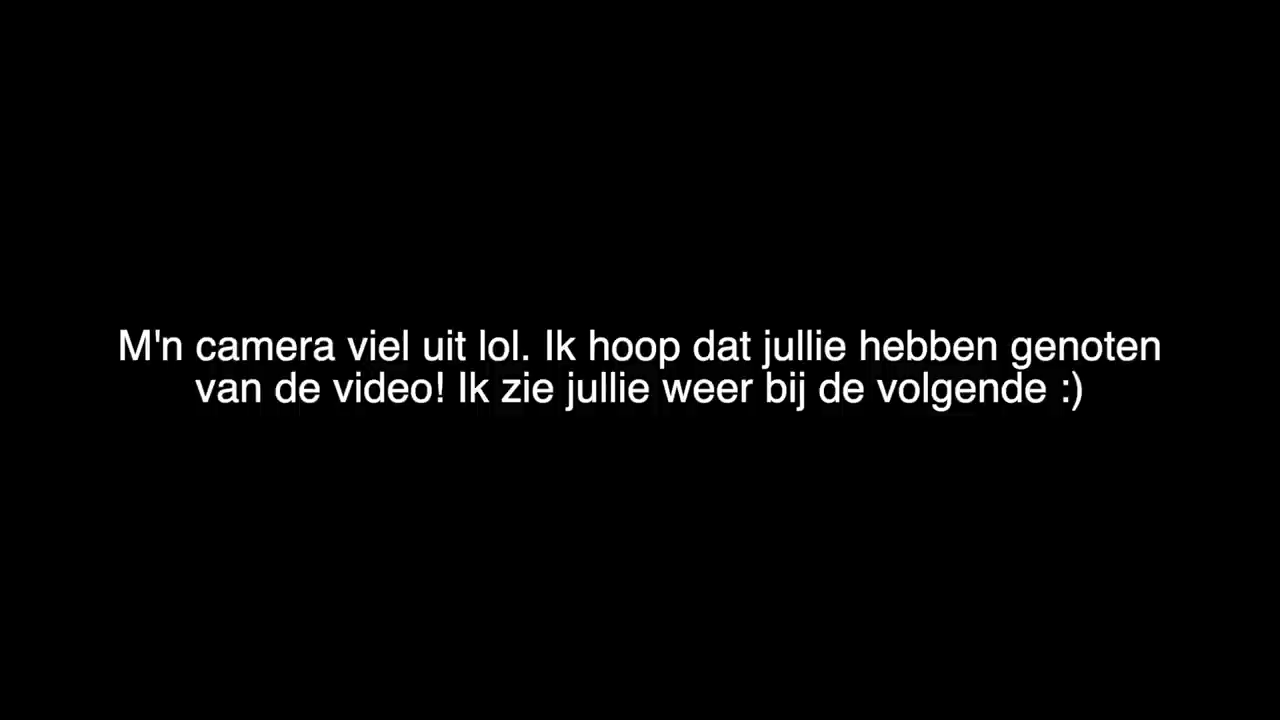 M'n camera viel uit lol. Ik hoop dat jullie hebben genoten
van de video! Ik zie jullie weer bij de volgende :)